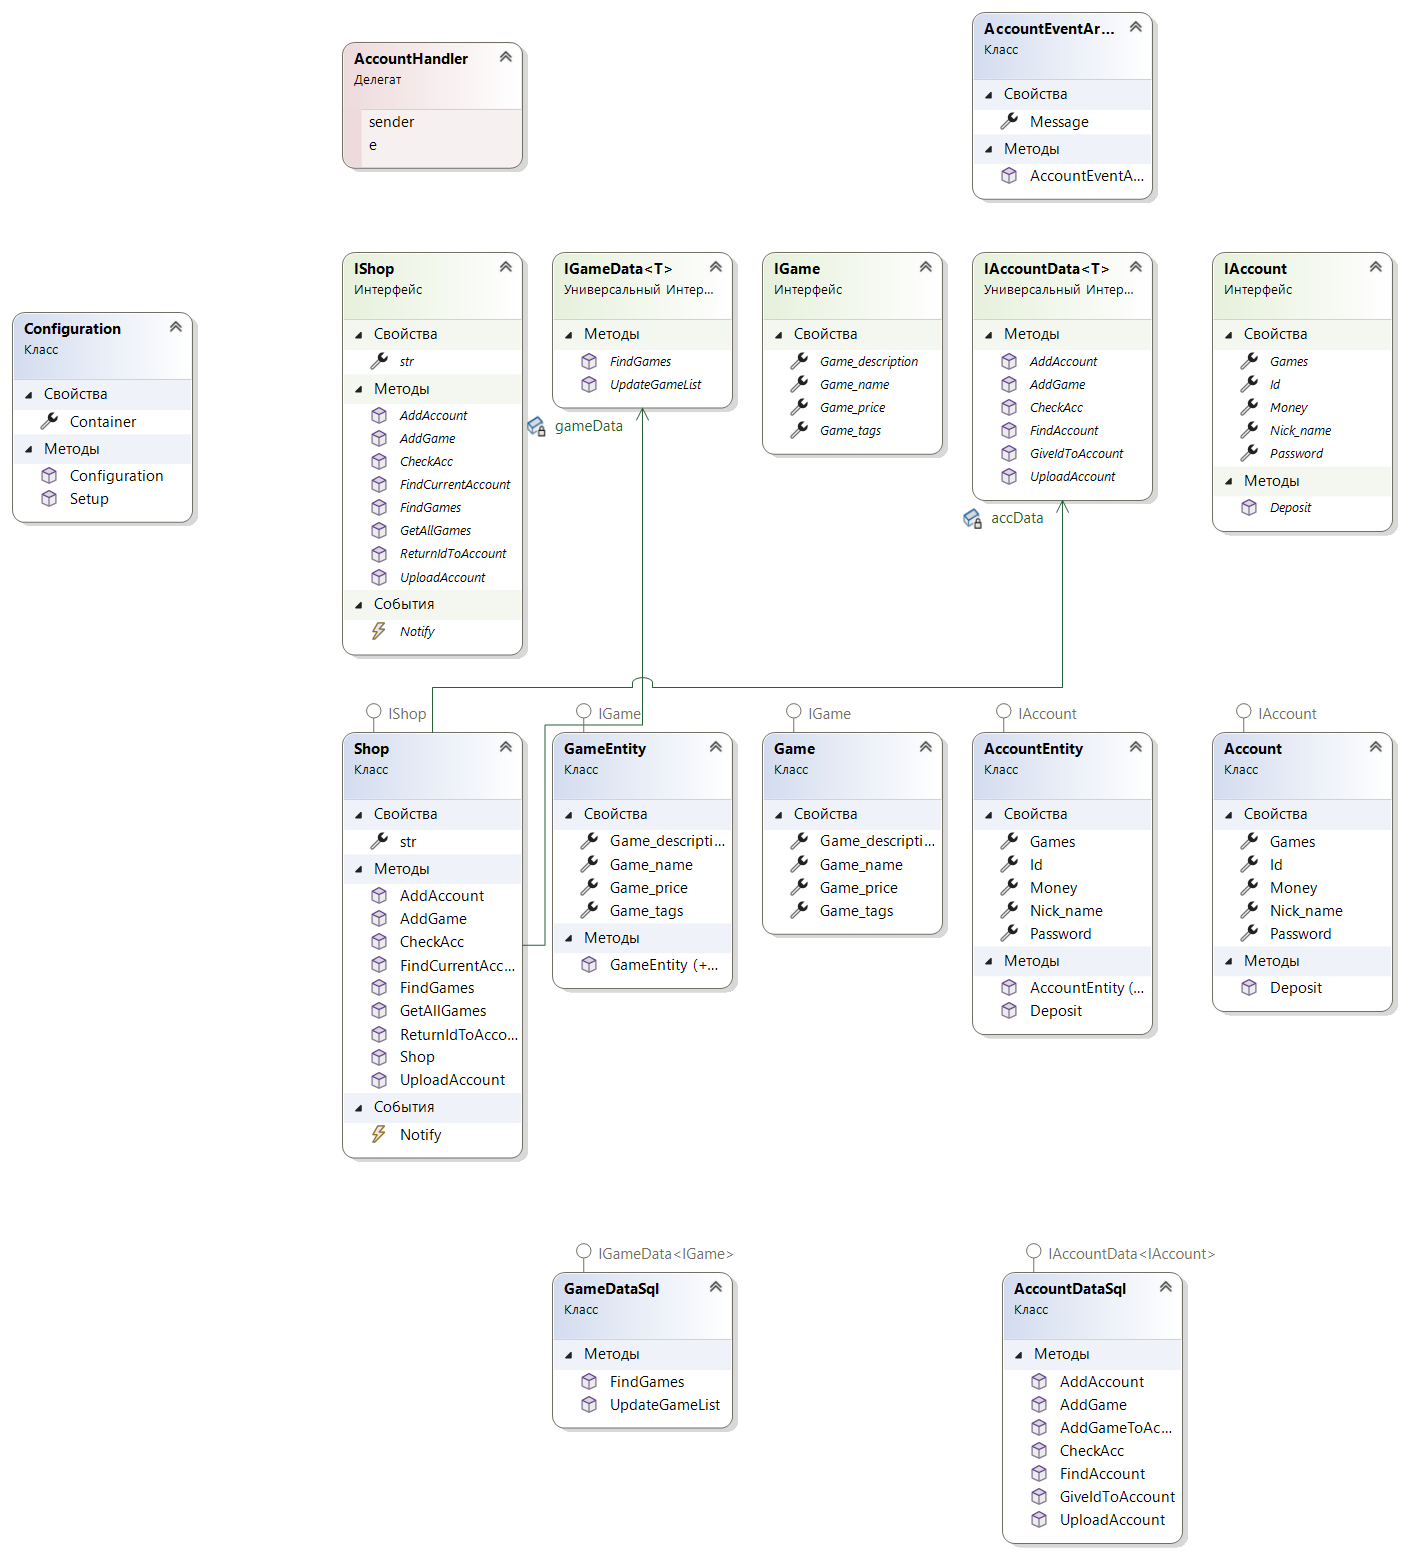 AccountHandler
Делегат
sender
e
AccountEventAr...
Класс
Свойства
Message
Методы
AccountEventA...
Configuration
Класс
Свойства
Container
Методы
Configuration
Setup
IShop
Интерфейс
Свойства
str
Методы
AddAccount
AddGame
CheckAcc
FindCurrentAccount
FindGames
GetAllGames
ReturnIdToAccount
UploadAccount
События
Notify
IGameData<T>
Универсальный Интер...
Методы
FindGames
UpdateGameList
gameData
IGame
Интерфейс
Свойства
Game_description
Game_name
Game_price
Game_tags
IAccountData<T>
Универсальный Интер...
Методы
AddAccount
AddGame
CheckAcc
FindAccount
GiveIdToAccount
UploadAccount
accData
IAccount
Интерфейс
Свойства
Games
Id
Money
Nick_name
Password
Методы
Deposit
IShop
Shop
Класс
Свойства
str
Методы
AddAccount
AddGame
CheckAcc
FindCurrentAcc...
FindGames
GetAllGames
ReturnIdToAcco...
Shop
UploadAccount
События
Notify
IGame
GameEntity
Класс
Свойства
Game_descripti...
Game_name
Game_price
Game_tags
Методы
GameEntity (+...
IGame
Game
Класс
Свойства
Game_descripti...
Game_name
Game_price
Game_tags
IAccount
AccountEntity
Класс
Свойства
Games
Id
Money
Nick_name
Password
Методы
AccountEntity (...
Deposit
IAccount
Account
Класс
Свойства
Games
Id
Money
Nick_name
Password
Методы
Deposit
IGameData<IGame>
GameDataSql
Класс
Методы
FindGames
UpdateGameList
IAccountData<IAccount>
AccountDataSql
Класс
Методы
AddAccount
AddGame
AddGameToAc...
CheckAcc
FindAccount
GiveIdToAccount
UploadAccount